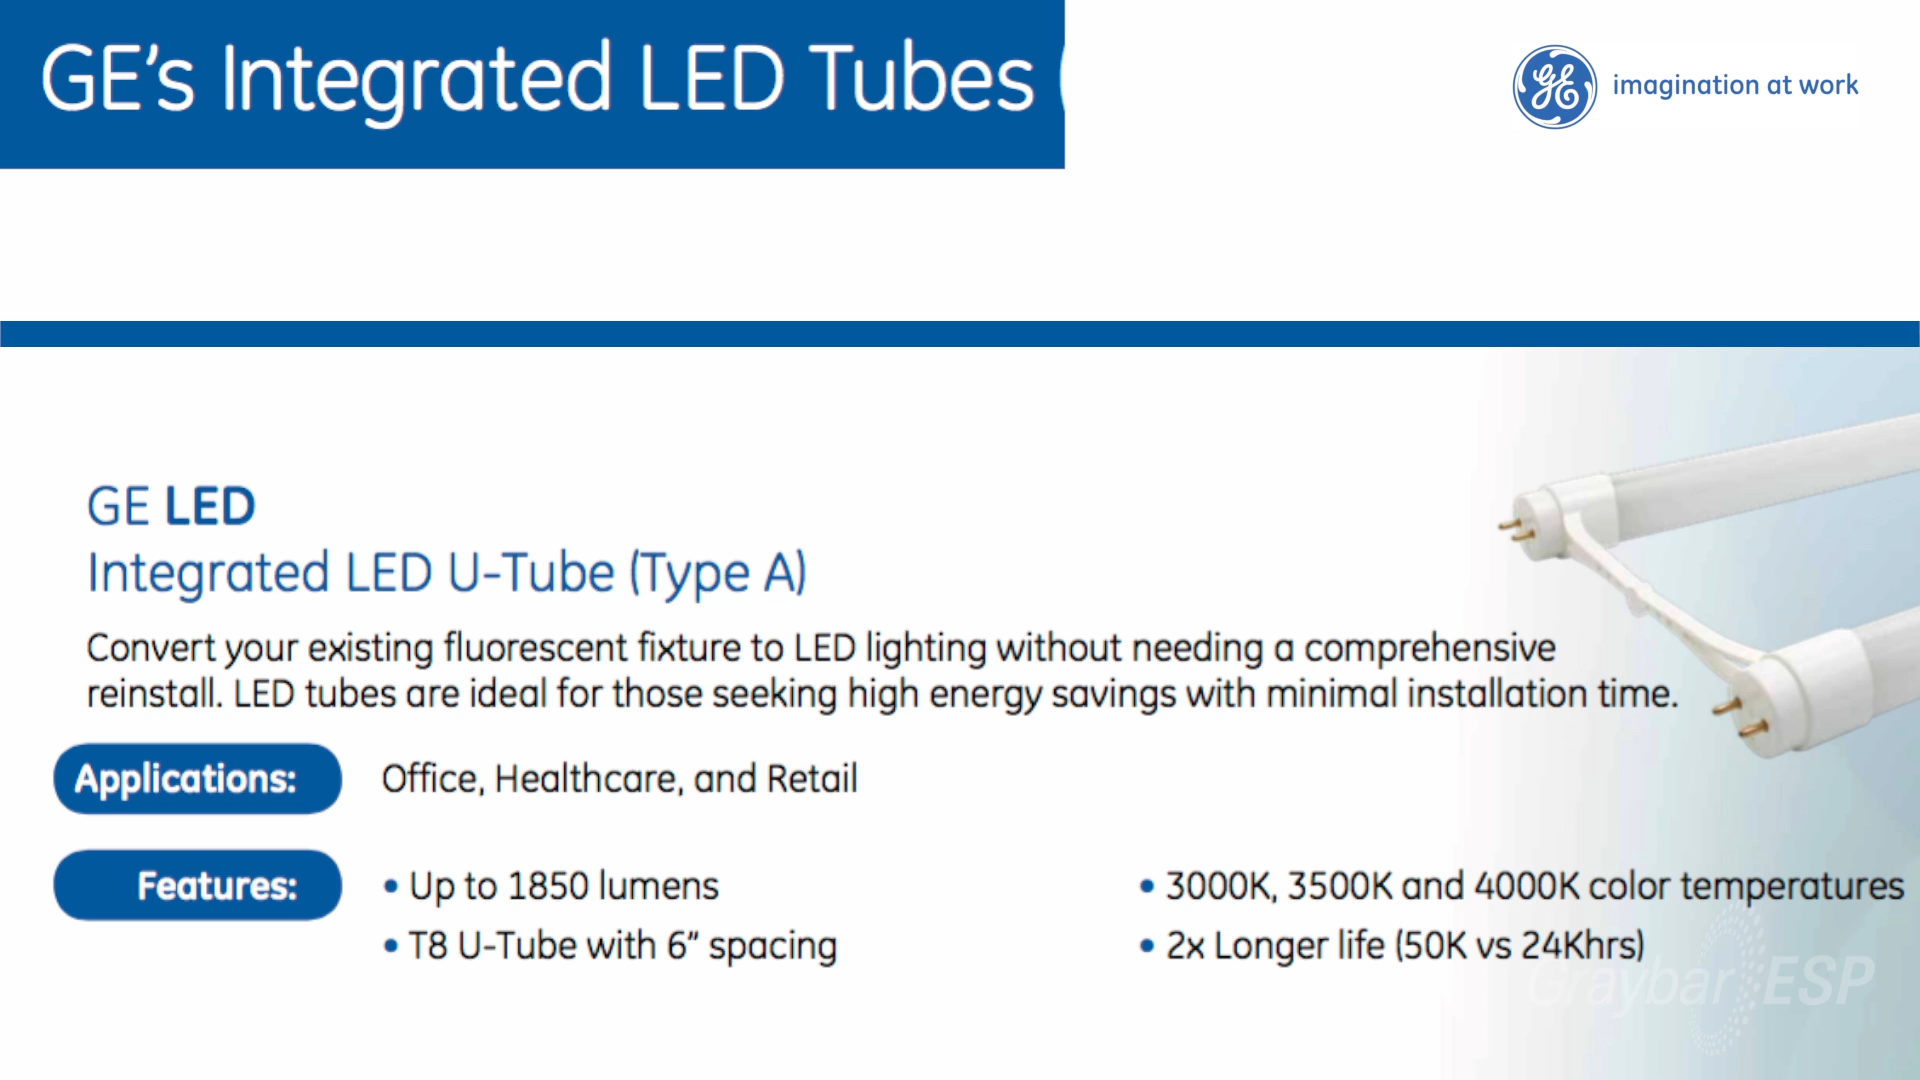 GE's Integrated LED Tubes (
GE imagination at work
GE LED
Integrated LED U-Tube (Type A)
Convert your existing fluorescent fixture to LED lighting without needing a comprehensive
reinstall. LED tubes are ideal for those seeking high energy savings with minimal installation time.
Applications: Office, Healthcare, and Retail
Features: • Up to 1850 lumens • 3000K, 3500K and 4000K color temperatures
• T8 U-Tube with 6" spacing • 2x Longer life (50K vs 24Khrs)
Graybar ESP